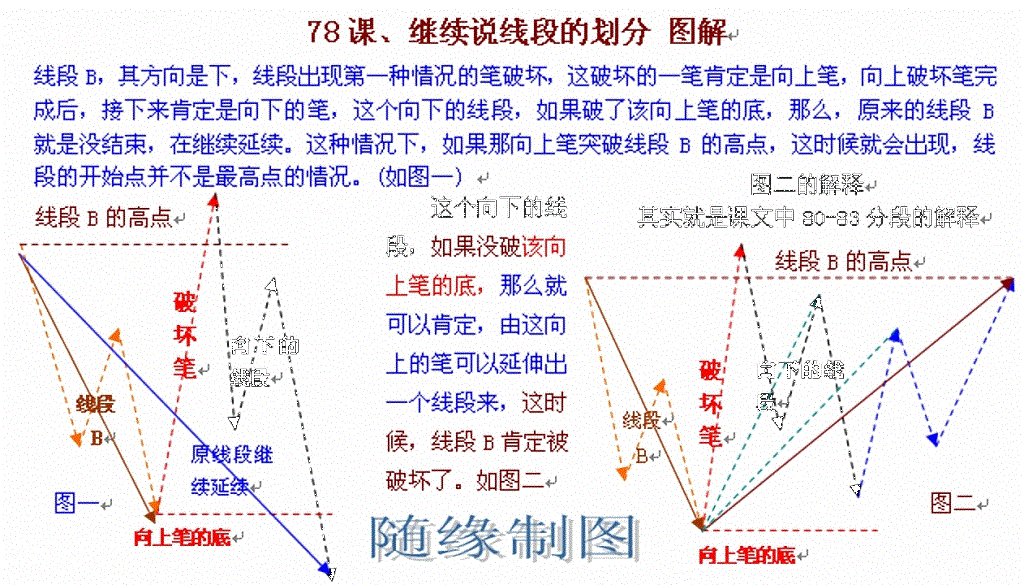 78课、继续说线段的划分 图解
线段 B，其方向是下，线段出现第一种情况的笔破坏，这破坏的一笔肯定是向上笔，向上破坏笔完
成后，接下来肯定是向下的笔，这个向下的线段，如果破了该向上笔的底，那么，原来的线段 B
就是没结束，在继续延续。这种情况下，如果那向上笔突破线段 B 的高点，这时候就会出现，线
段的开始点并不是最高点的情况。(如图一)
线段 B 的高点
破
坏
笔
向下的
线段
线段
B
原线段继
续延续
图一
向上笔的底
这个向下的线
段，如果没破该向
上笔的底，那么就
可以肯定，由这向
上的笔可以延伸出
一个线段来，这时
候，线段 B 肯定被
破坏了。如图二
随缘制图
图二的解释
其实就是课文中 80-83 分段的解释
线段 B 的高点
破
坏
笔
向下的线
段
线段
B
图二
向上笔的底